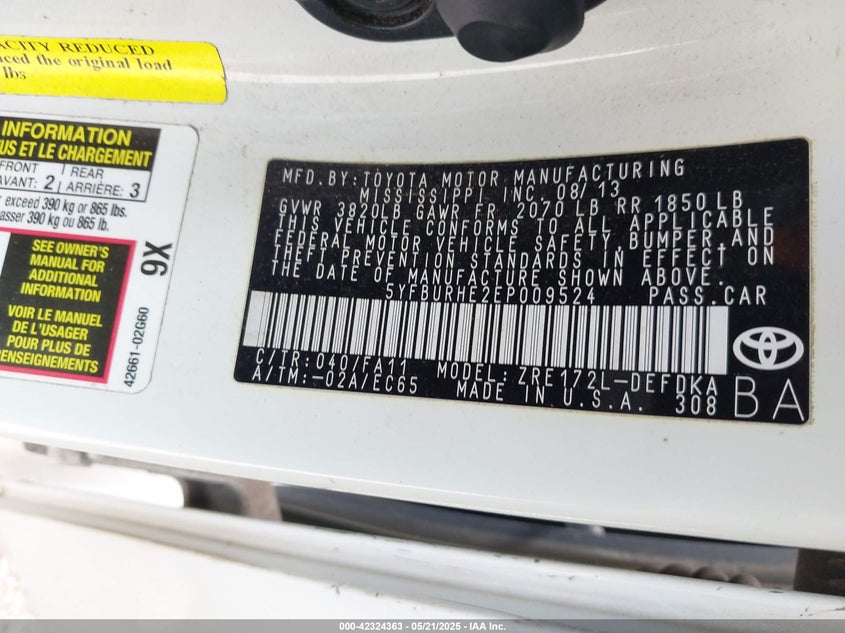 ACITY REDUCED
ced the original load
lbs
INFORMATION
US ET LE CHARGEMENT
FRONT
AVANT: 2
REAR
ARRIÈRE: 3
exceed 390 kg or 865 lbs.
passer 390 kg ou 865 lb.
SEE OWNER'S
MANUAL FOR
ADDITIONAL
INFORMATION
VOIR LE MANUEL
DE L'USAGER
POUR PLUS DE
RENSEIGNEMENTS
9X
42661-02G60
MFD.BY:TOYOTA MOTOR MANUFACTURING
MISSISSIPPI INC. 08/13
GVWR 3820LB GAWR FR 2070 LB RR 1850 LB
THIS VEHICLE CONFORMS TO ALL APPLICABLE
FEDERAL MOTOR VEHICLE SAFETY,BUMPER,AND
THEFT PREVENTION STANDARDS IN EFFECT ON
THE DATE OF MANUFACTURE SHOWN ABOVE.
5YFBURHE2EP009524 PASS.CAR
C/TR:040/FA11 MODEL:ZRE172L-DEFDKA
A/TM:-02A/EC65 MADE IN U.S.A. 308
BA
000-42324363 - 05/21/2025 - IAA Inc.